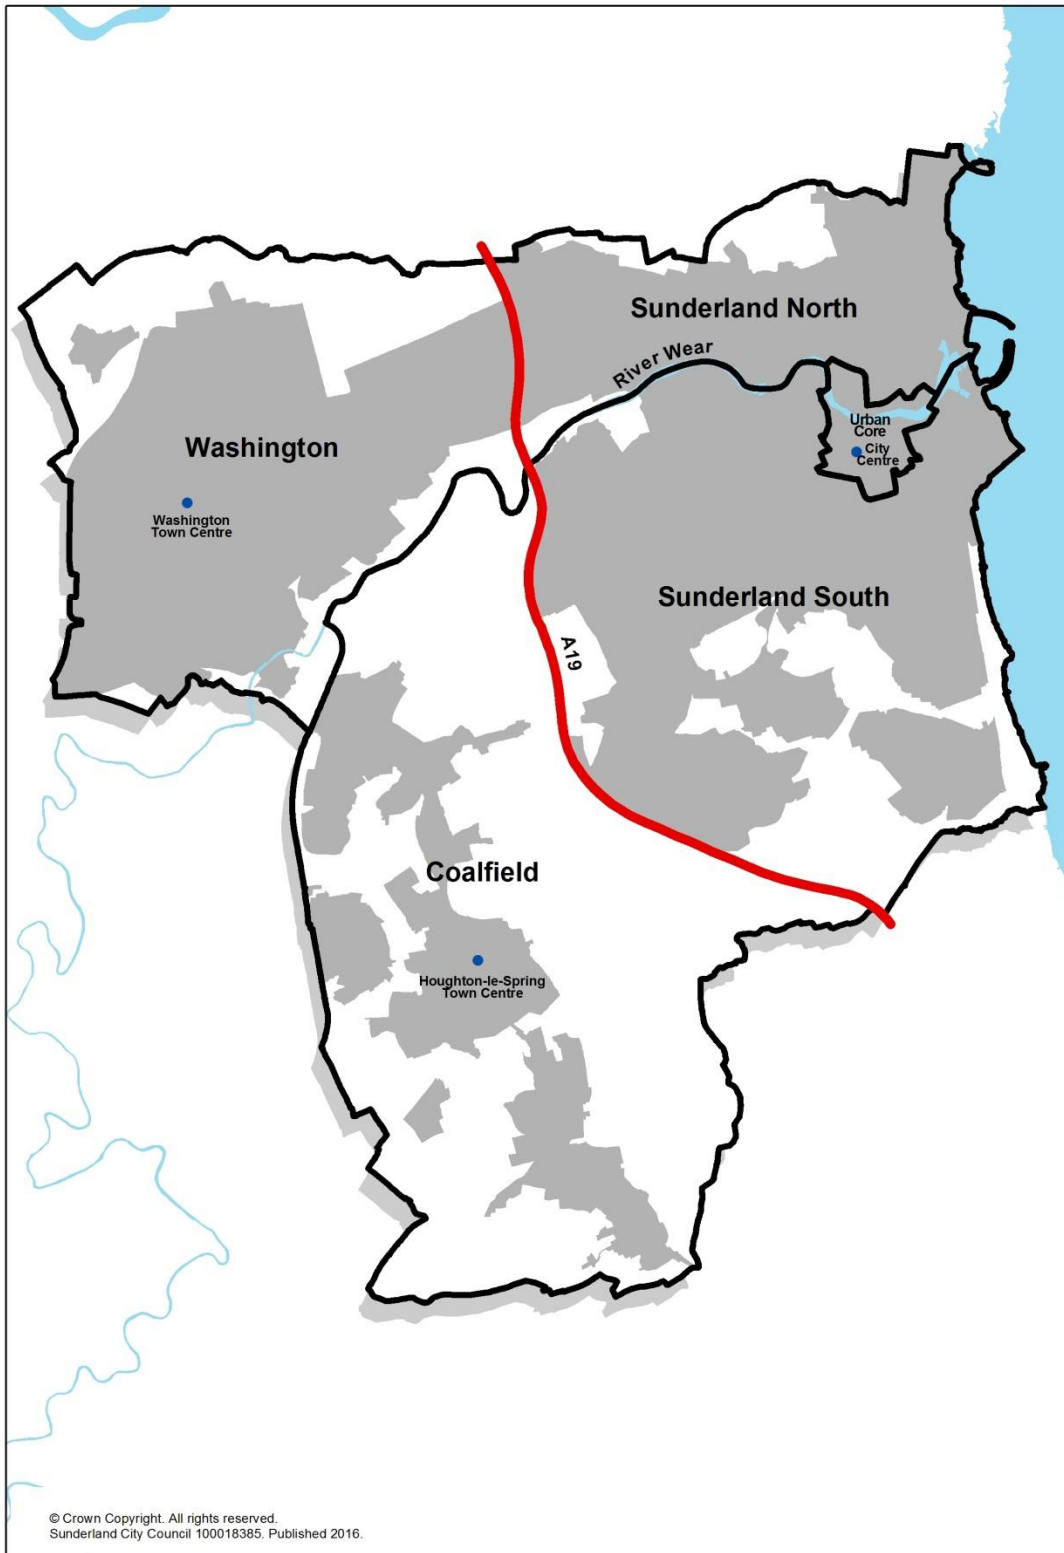 Sunderland North
River Wear
Urban
Core
City
Centre
Washington
Washington
Town Centre
Sunderland South
A19
Coalfield
Houghton-le-Spring
Town Centre
© Crown Copyright. All rights reserved.
Sunderland City Council 100018385. Published 2016.